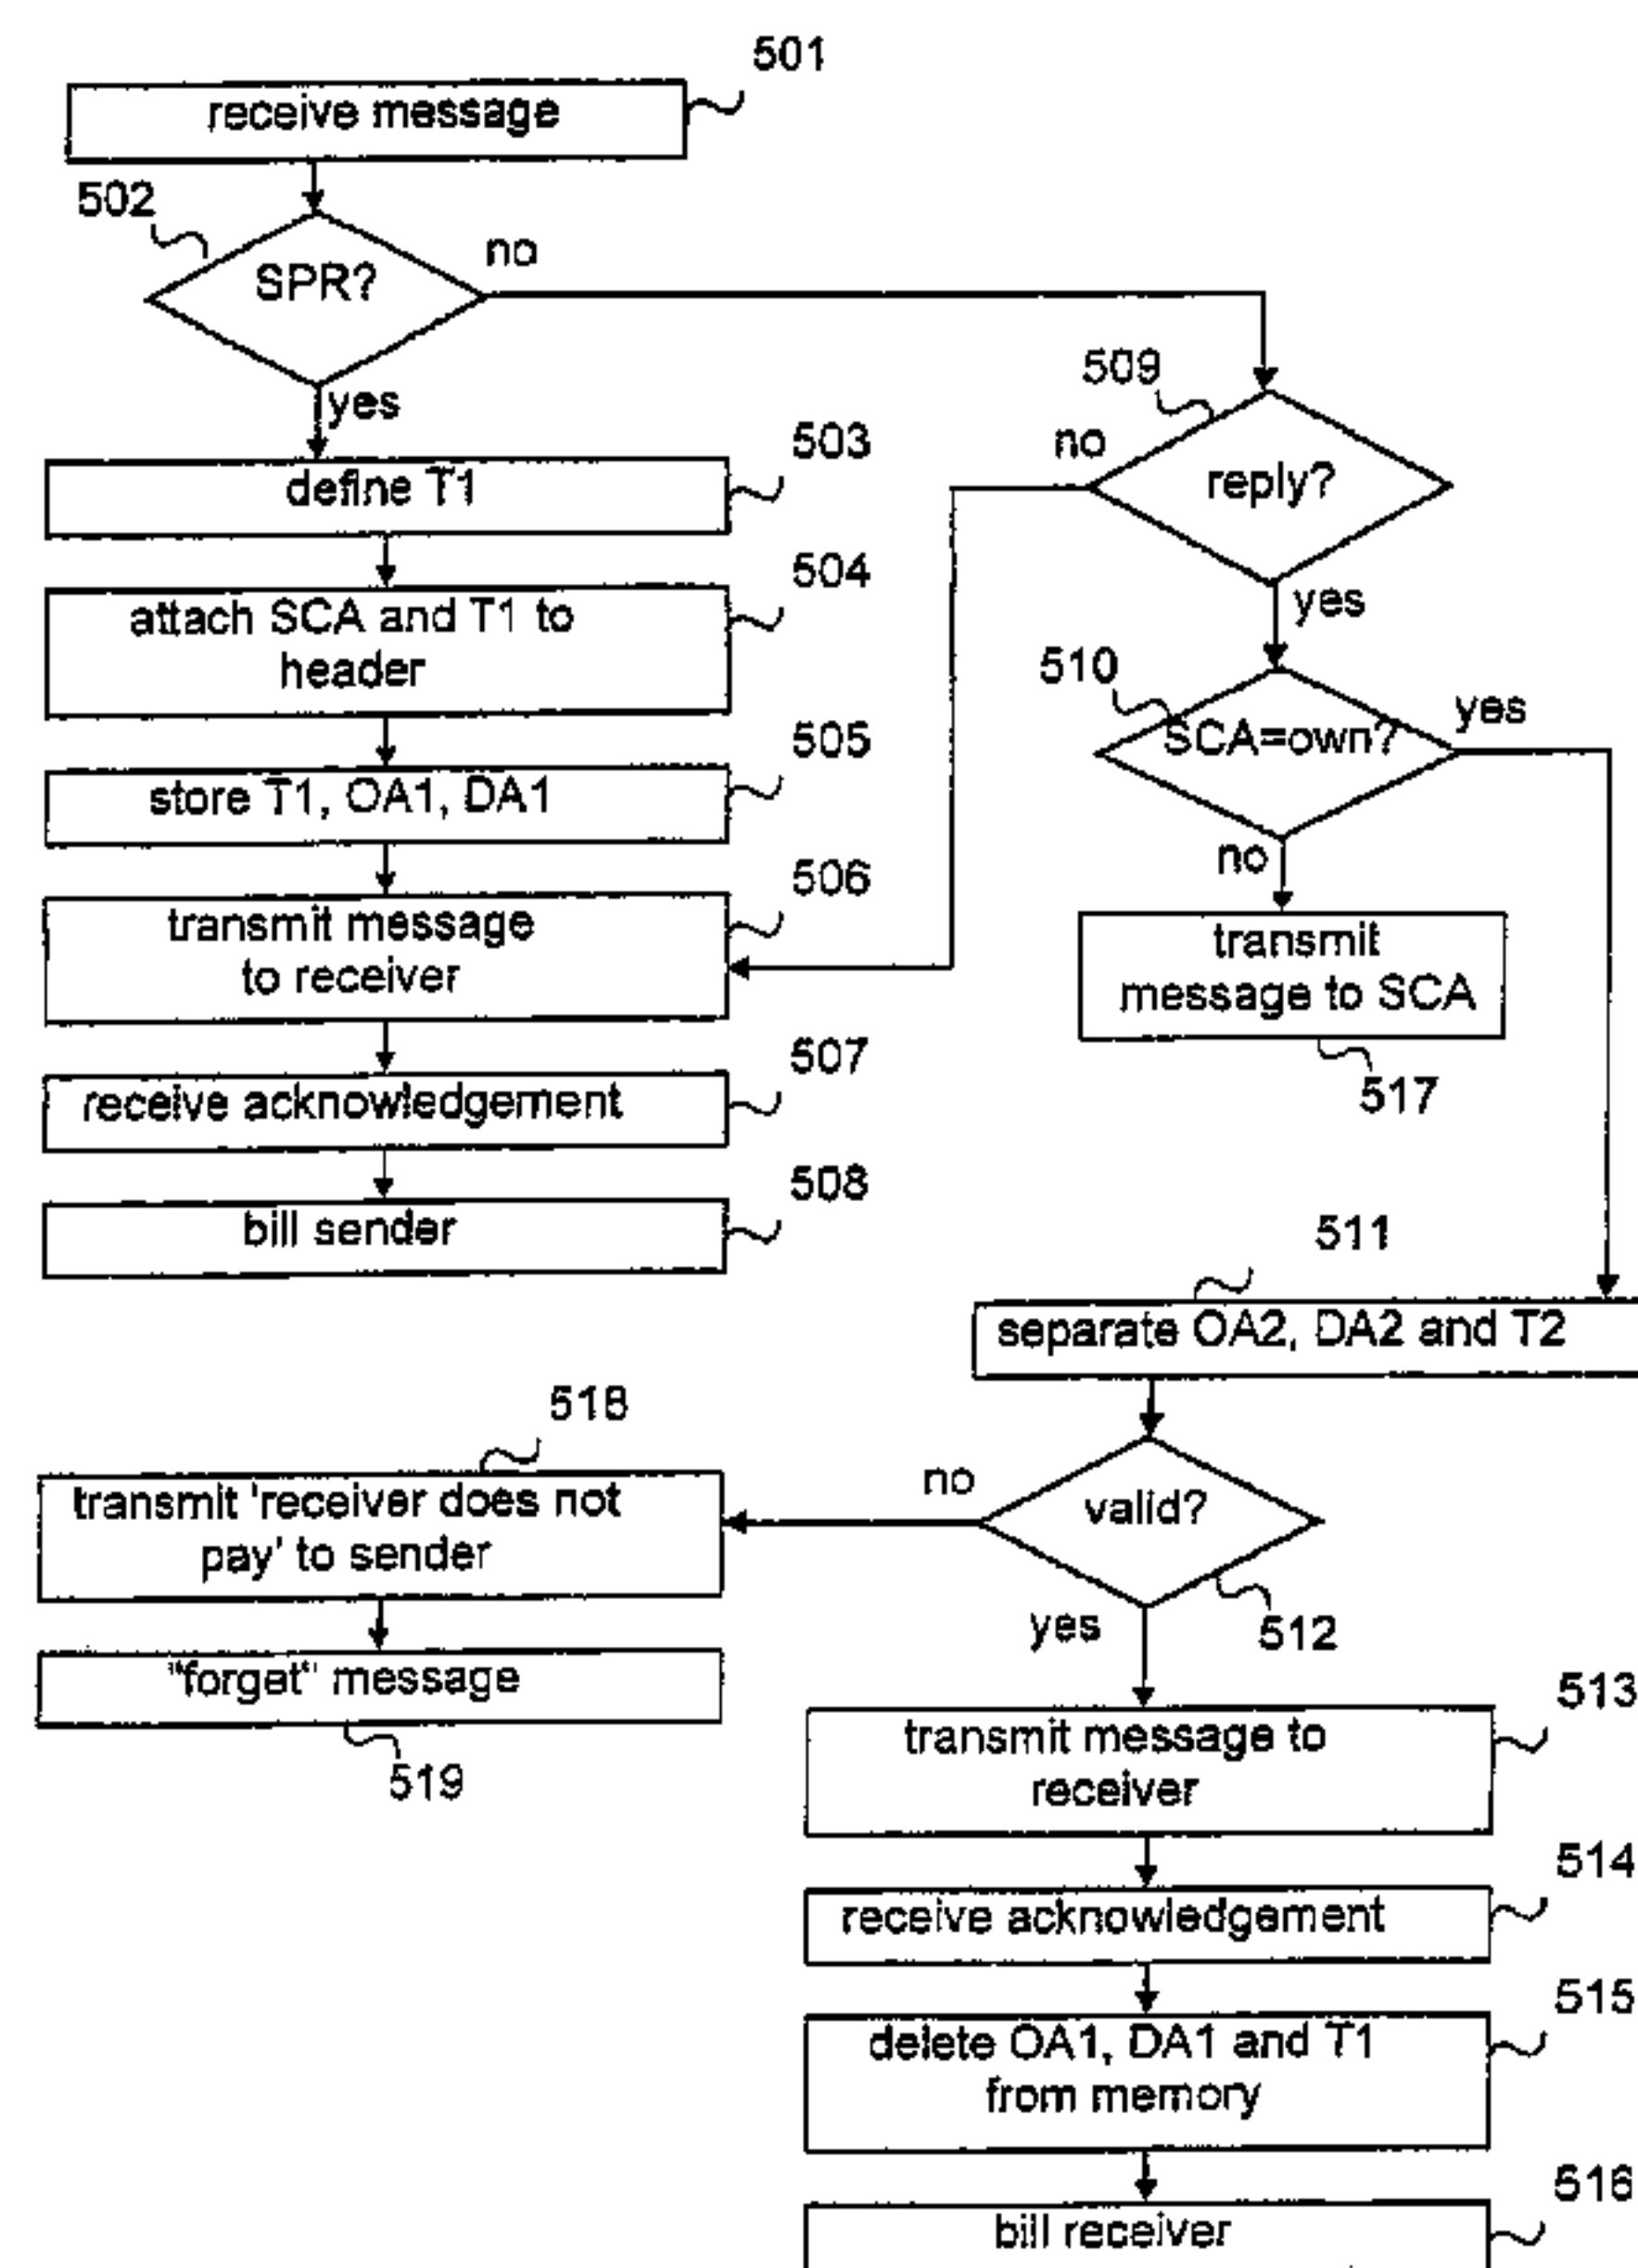 501
receive message
502
SPR?
no
yes
503
define T1
504
attach SCA and T1 to
header
505
store T1, OA1, DA1
506
transmit message
to receiver
507
receive acknowledgement
508
bill sender
509
no
reply?
yes
510
SCA=own?
yes
no
transmit
message to SCA
517
511
separate OA2, DA2 and T2
518
transmit 'receiver does not
pay' to sender
no
valid?
yes
512
"forget" message
519
513
transmit message to
receiver
514
receive acknowledgement
515
delete OA1, DA1 and T1
from memory
516
bill receiver